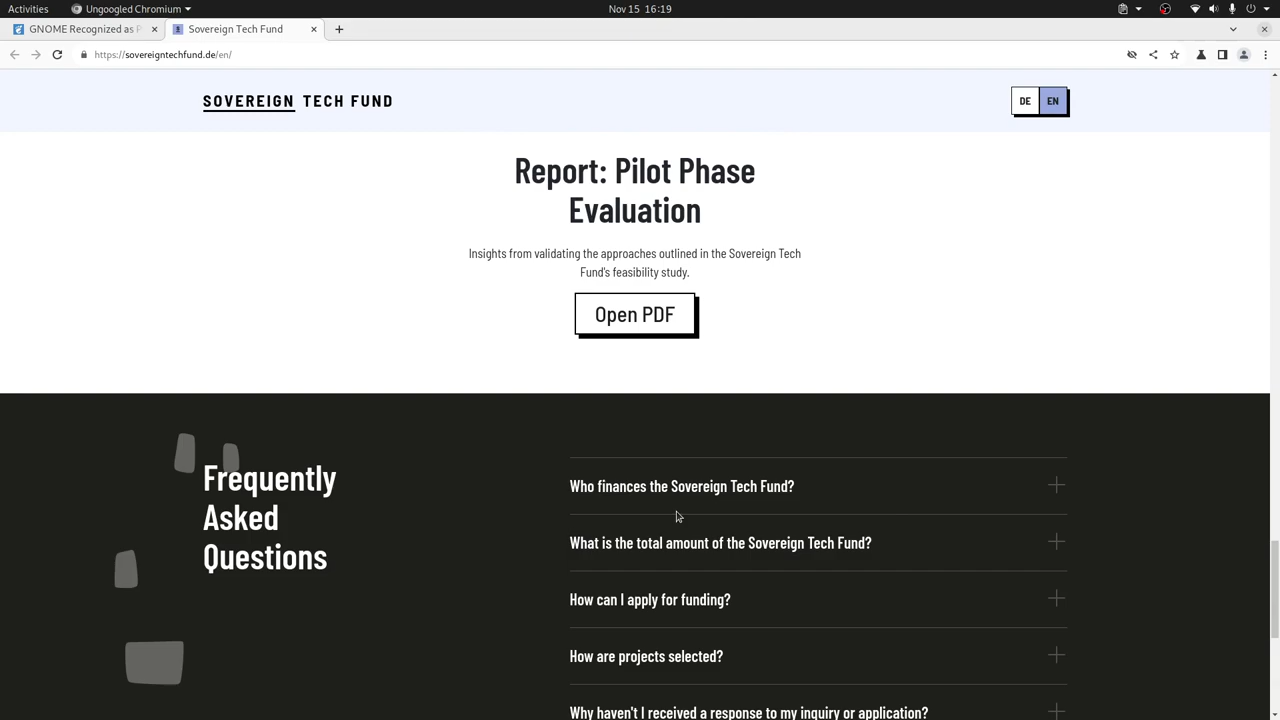 Activities
Ungoogled Chromium
Nov 15 16:19
GNOME Recognized as
Sovereign Tech Fund
https://sovereigntechfund.de/en/
SOVEREIGN TECH FUND
DE
EN
Report: Pilot Phase
Evaluation
Insights from validating the approaches outlined in the Sovereign Tech
Fund's feasibility study.
Open PDF
Frequently
Asked
Questions
Who finances the Sovereign Tech Fund?
What is the total amount of the Sovereign Tech Fund?
How can I apply for funding?
How are projects selected?
Why haven't I received a response to my inquiry or application?